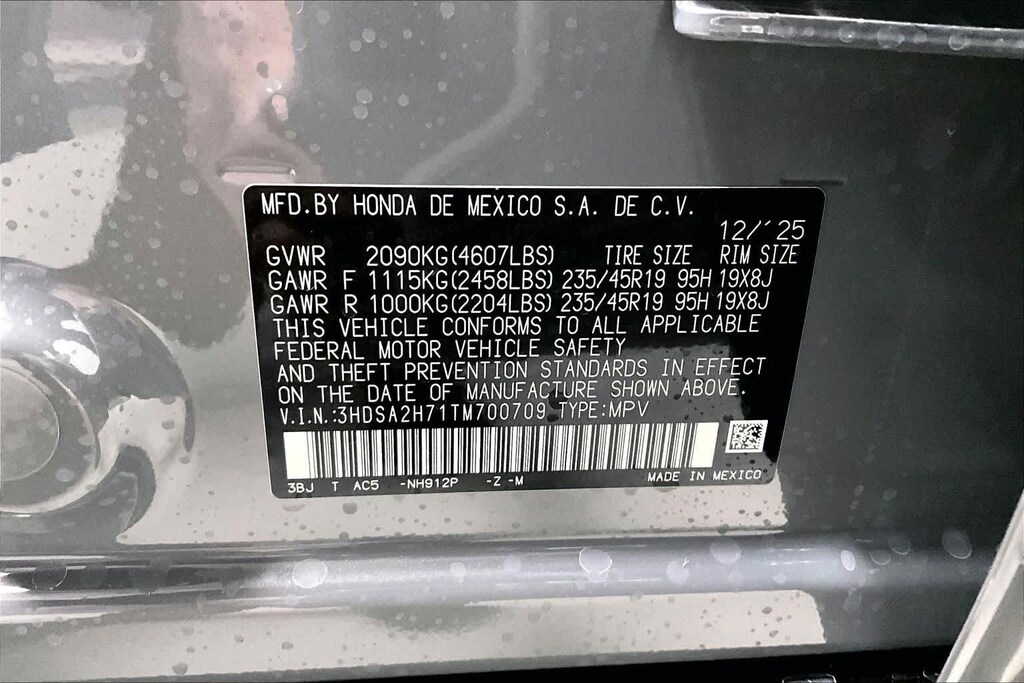 MFD.BY HONDA DE MEXICO S.A. DE C.V.
12/'25
GVWR 2090KG(4607LBS) TIRE SIZE RIM SIZE
GAWR F 1115KG(2458LBS) 235/45R19 95H 19X8J
GAWR R 1000KG(2204LBS) 235/45R19 95H 19X8J
THIS VEHICLE CONFORMS TO ALL APPLICABLE
FEDERAL MOTOR VEHICLE SAFETY
AND THEFT PREVENTION STANDARDS IN EFFECT
ON THE DATE OF MANUFACTURE SHOWN ABOVE.
V.I.N.:3HDSA2H71TM700709 TYPE:MPV
3BJ T AC5 -NH912P -Z -M MADE IN MEXICO